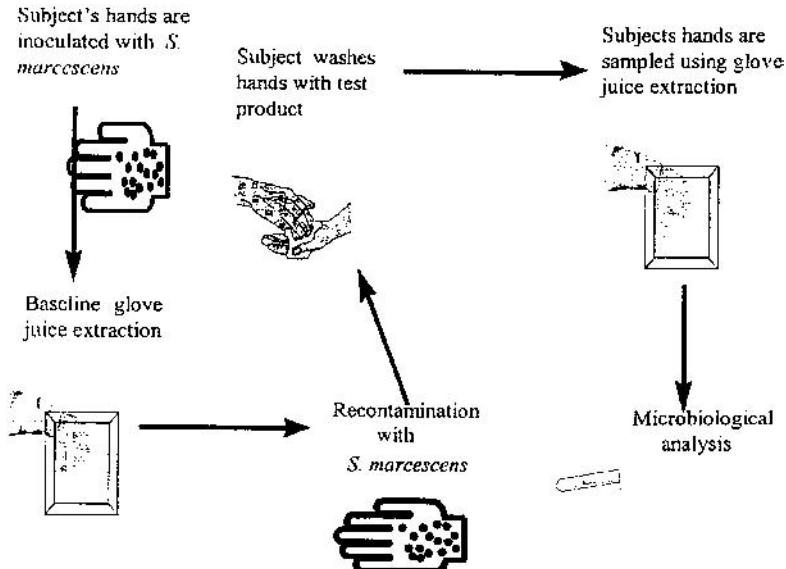 Subject's hands are
inoculated with S.
marcescens
Baseline glove
juice extraction
Recontamination
with
S. marcescens
Subject washes
hands with test
product
Subjects hands are
sampled using glove
juice extraction
Microbiological
analysis